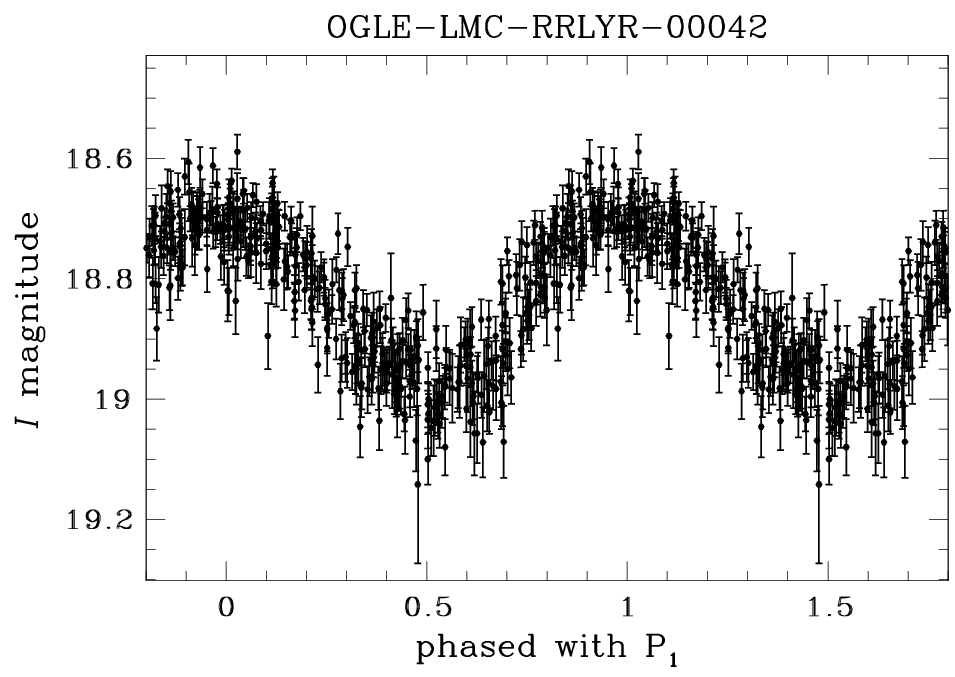 OGLE-LMC-RRLYR-00042
18.6
18.8
19
19.2
I magnitude
0 0.5 1 1.5
phased with P₁